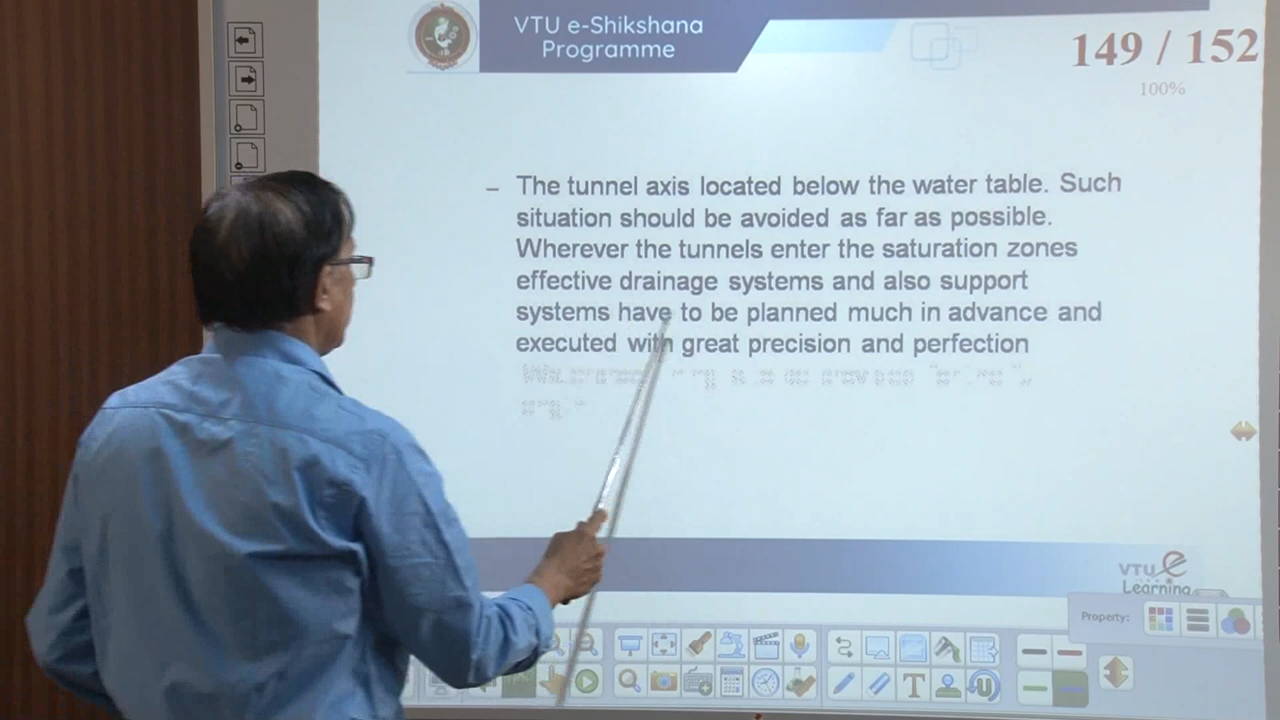 VTU e-Shikshana
Programme
149 / 152
100%
– The tunnel axis located below the water table. Such
situation should be avoided as far as possible.
Wherever the tunnels enter the saturation zones
effective drainage systems and also support
systems have to be planned much in advance and
executed with great precision and perfection
VTU e
Learning
Property: